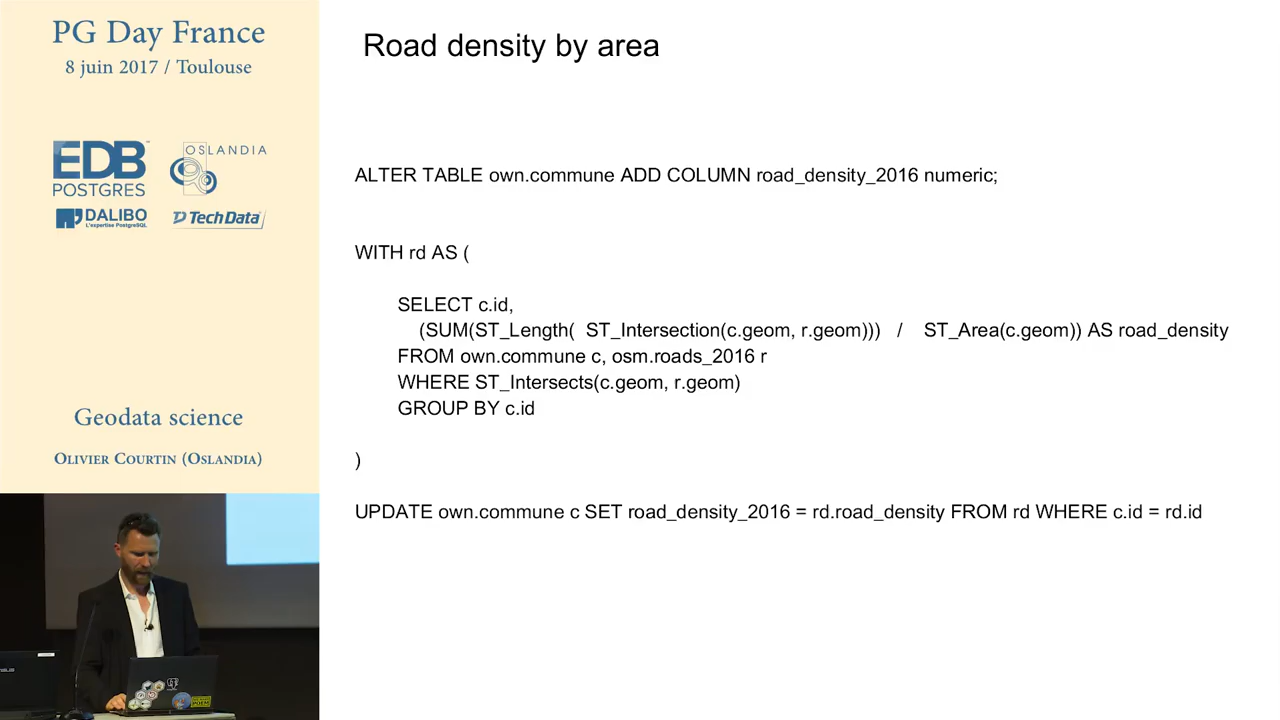 PG Day France
8 juin 2017 / Toulouse
EDB
POSTGRES
OSLANDIA
DALIBO
L'expertise PostgreSQL
Tech Data
Geodata science
Olivier Courtin (Oslandia)
Road density by area
ALTER TABLE own.commune ADD COLUMN road_density_2016 numeric;
WITH rd AS (
SELECT c.id,
(SUM(ST_Length( ST_Intersection(c.geom, r.geom))) / ST_Area(c.geom)) AS road_density
FROM own.commune c, osm.roads_2016 r
WHERE ST_Intersects(c.geom, r.geom)
GROUP BY c.id
)
UPDATE own.commune c SET road_density_2016 = rd.road_density FROM rd WHERE c.id = rd.id